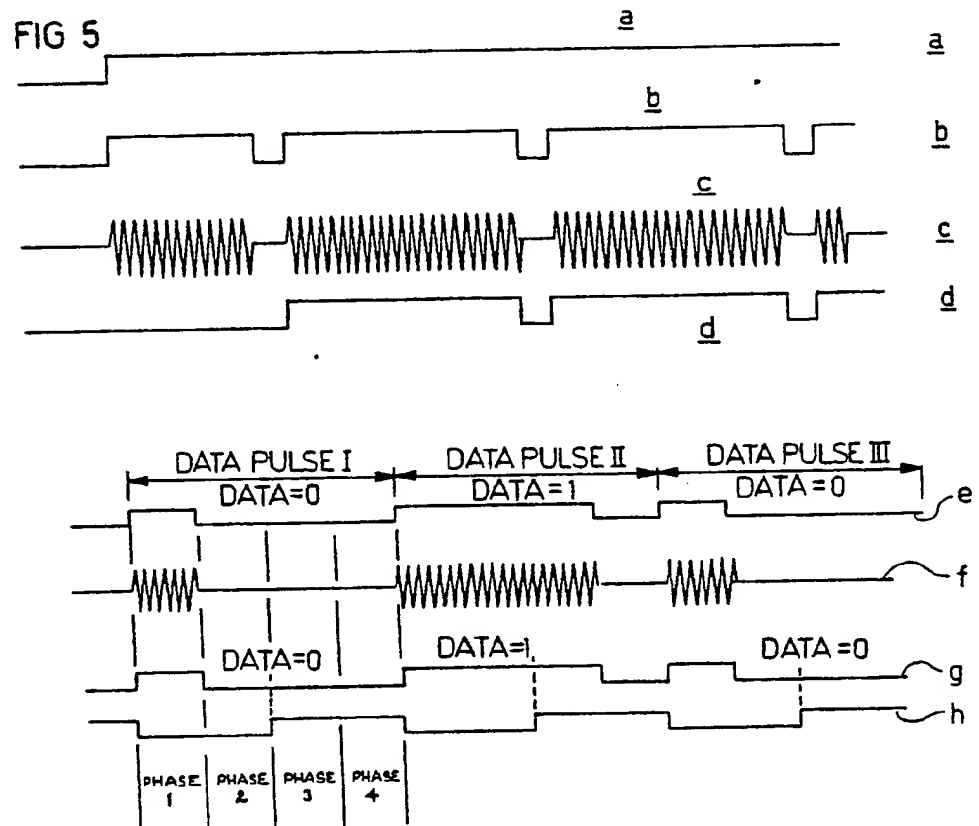 FIG 5
a a
b
b
c
c
d
d
DATA PULSE I DATA PULSE II DATA PULSE III
DATA=0 DATA=1 DATA=0
e
f
DATA=0 DATA=1 DATA=0
g
h
PHASE 1 PHASE 2 PHASE 3 PHASE 4